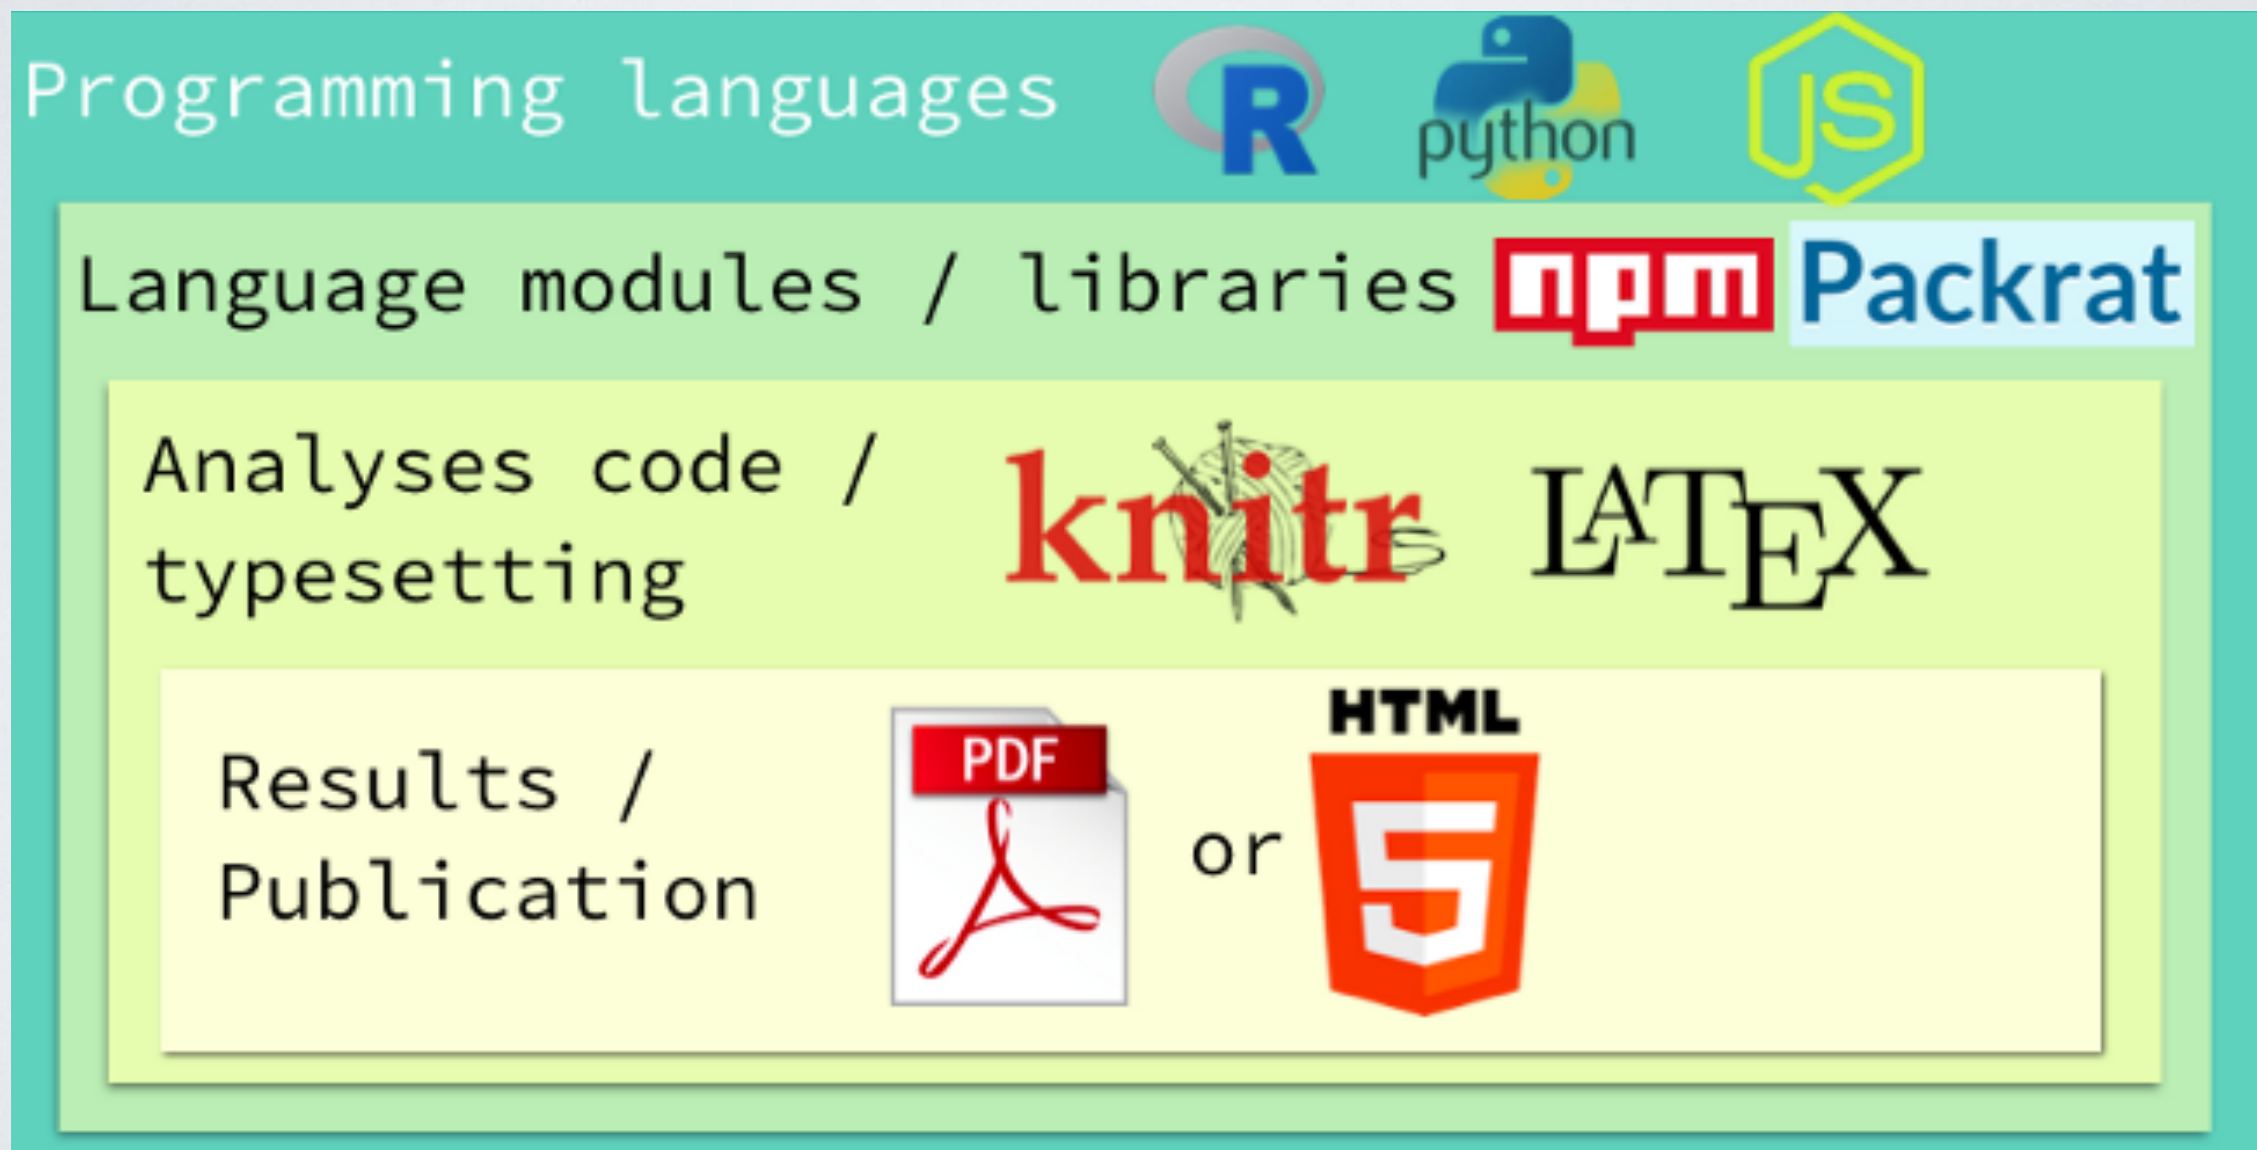 Programming languages R python JS
Language modules / libraries npm Packrat
Analyses code / knitr LATEX
typesetting
HTML
PDF 5
Results /
or
Publication